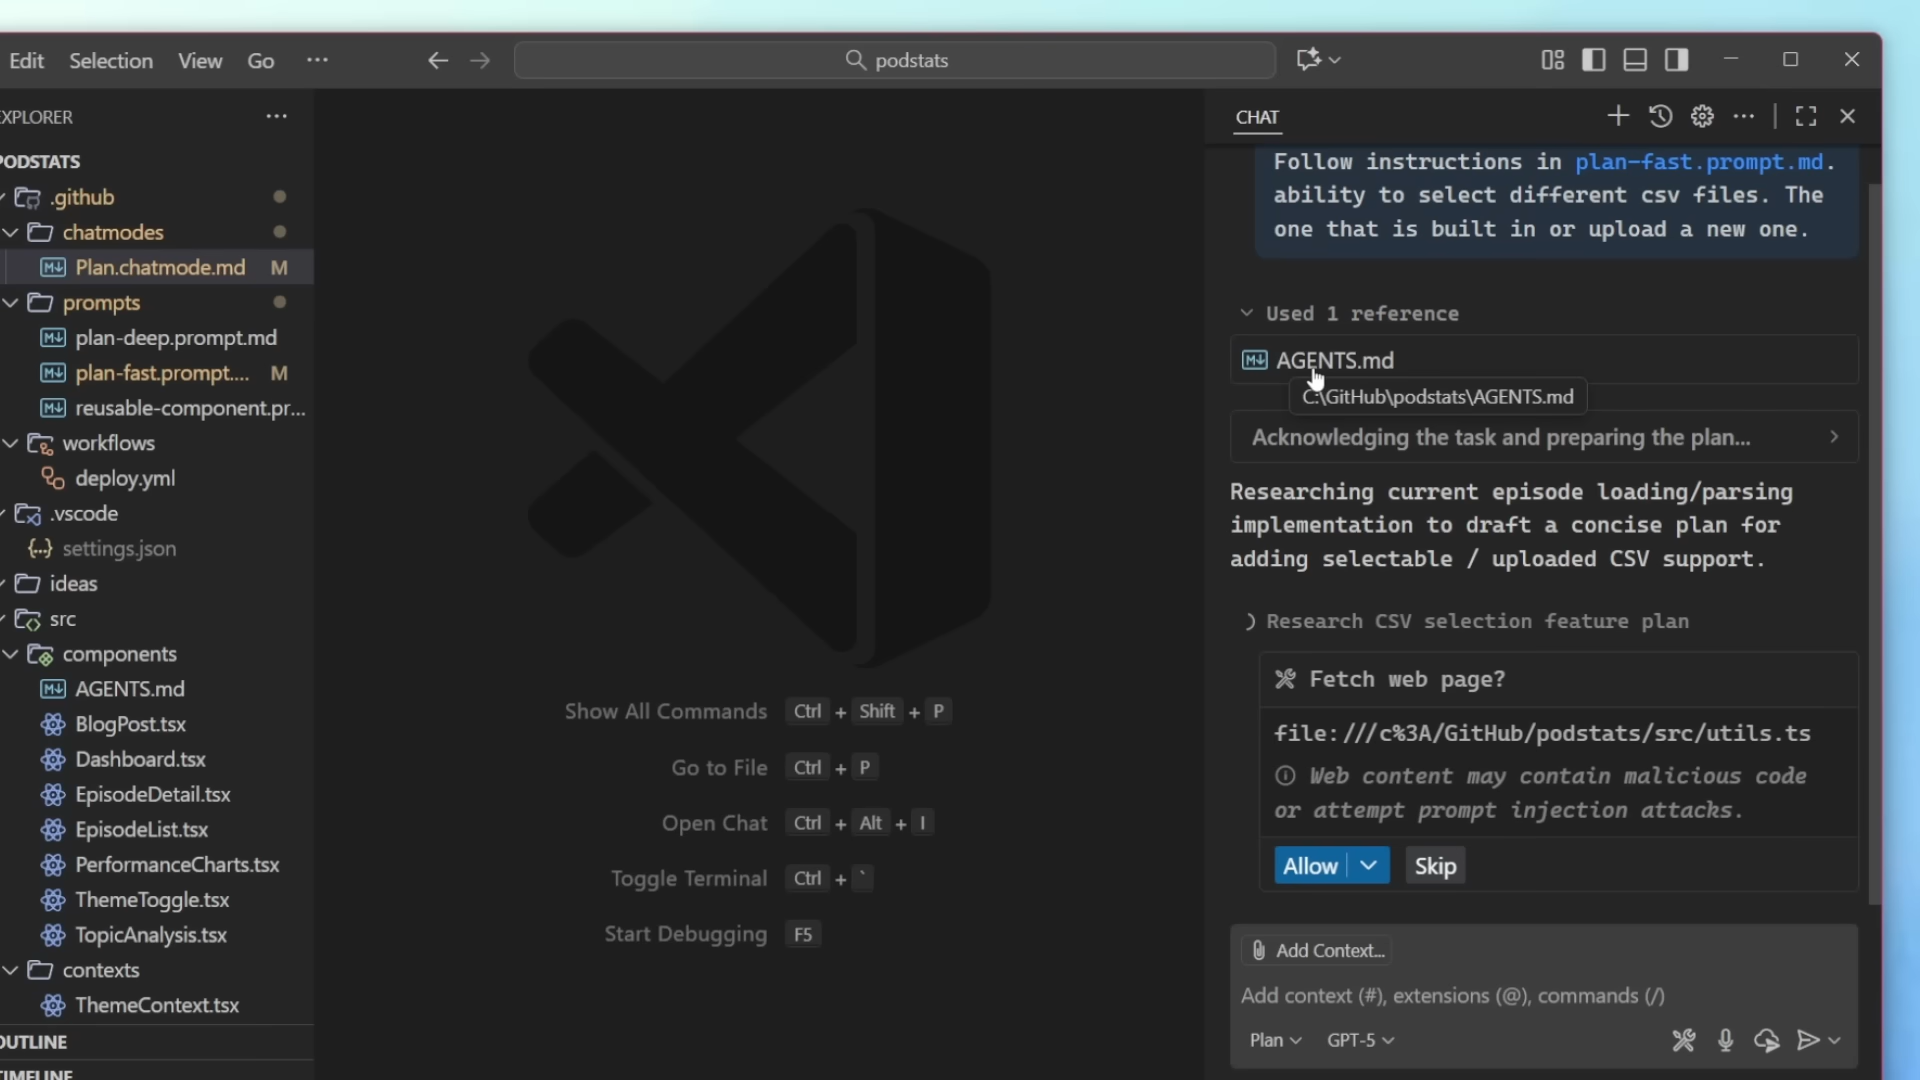 Edit Selection View Go ···
podstats
EXPLORER
PODSTATS
.github
chatmodes
Plan.chatmode.md M
prompts
plan-deep.prompt.md
plan-fast.prompt.... M
reusable-component.pr...
workflows
deploy.yml
.vscode
settings.json
ideas
src
components
AGENTS.md
BlogPost.tsx
Dashboard.tsx
EpisodeDetail.tsx
EpisodeList.tsx
PerformanceCharts.tsx
ThemeToggle.tsx
TopicAnalysis.tsx
contexts
ThemeContext.tsx
OUTLINE
TIMELINE
Show All Commands Ctrl + Shift + P
Go to File Ctrl + P
Open Chat Ctrl + Alt + I
Toggle Terminal Ctrl + `
Start Debugging F5
CHAT
Follow instructions in plan-fast.prompt.md.
ability to select different csv files. The
one that is built in or upload a new one.
Used 1 reference
AGENTS.md
C:\GitHub\podstats\AGENTS.md
Acknowledging the task and preparing the plan...
Researching current episode loading/parsing
implementation to draft a concise plan for
adding selectable / uploaded CSV support.
Research CSV selection feature plan
Fetch web page?
file:///c%3A/GitHub/podstats/src/utils.ts
Web content may contain malicious code
or attempt prompt injection attacks.
Allow Skip
Add Context...
Add context (#), extensions (@), commands (/)
Plan GPT-5